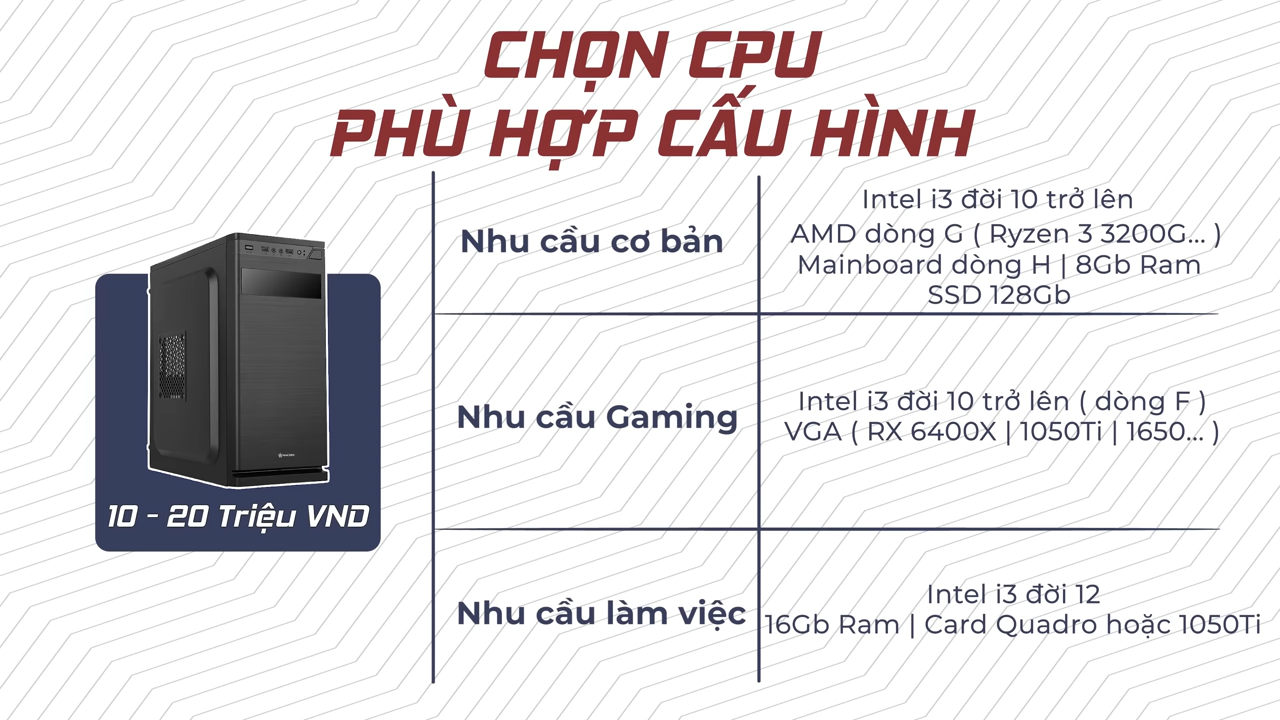 CHỌN CPU
PHÙ HỢP CẤU HÌNH
Nhu cầu cơ bản
Intel i3 đời 10 trở lên
AMD dòng G ( Ryzen 3 3200G... )
Mainboard dòng H | 8Gb Ram
SSD 128Gb
Nhu cầu Gaming
Intel i3 đời 10 trở lên ( dòng F )
VGA ( RX 6400X | 1050Ti | 1650... )
10 - 20 Triệu VND
Nhu cầu làm việc
Intel i3 đời 12
16Gb Ram | Card Quadro hoặc 1050Ti